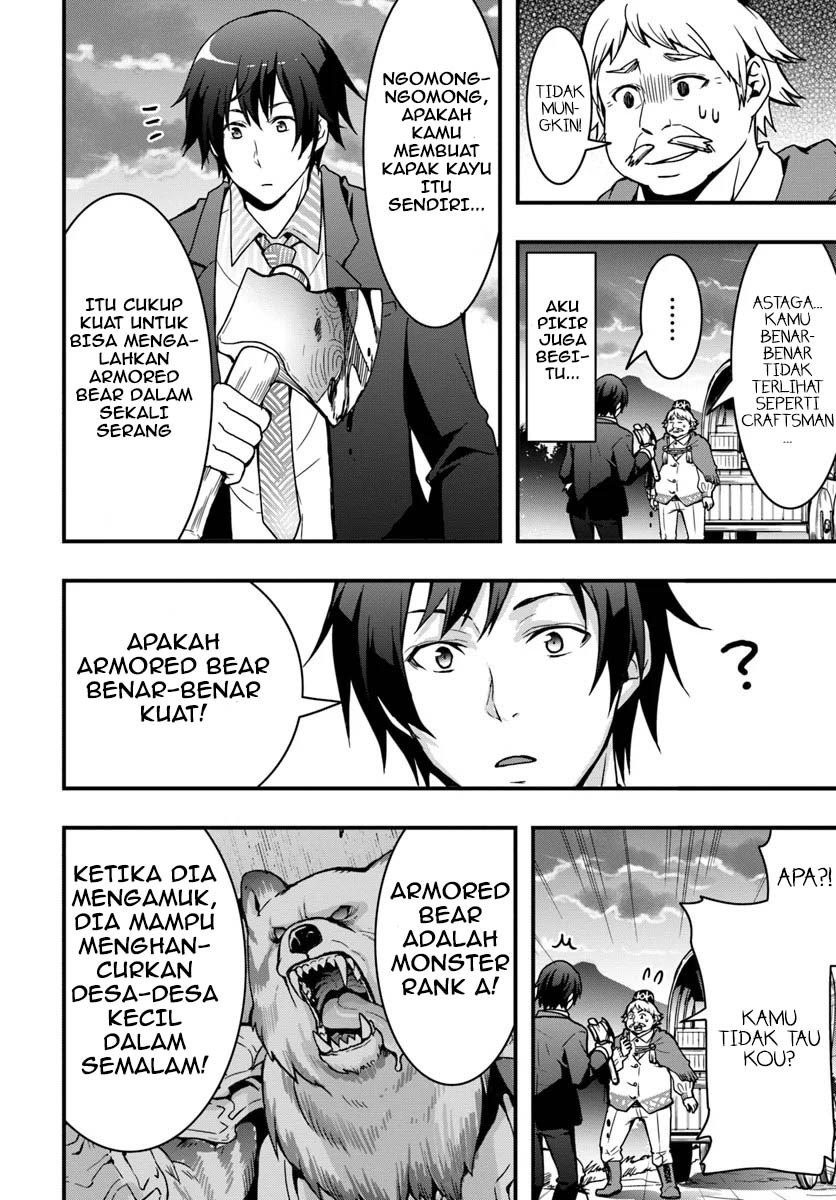 TIDAK
MUN-
GKIN!
ASTAGA...
KAMU
BENAR-
BENAR
TIDAK
TERLIHAT
SEPERTI
CRAFTSMAN
...
......
AKU
PIKIR
JUGA
BEGI-
TU...
NGOMONG-
NGOMONG,
APAKAH
KAMU
MEMBUAT
KAPAK KAYU
ITU
SENDIRI...
ITU CUKUP
KUAT UNTUK
BISA MENGA-
LAHKAN
ARMORED
BEAR DALAM
SEKALI
SERANG
APAKAH
ARMORED BEAR
BENAR-BENAR
KUAT!
?
APA?!
KAMU
TIDAK TAU
KOU?
ARMORED
BEAR
ADALAH
MONSTER
RANK A!
KETIKA DIA
MENGAMUK,
DIA MAMPU
MENGHAN-
CURKAN
DESA-DESA
KECIL
DALAM
SEMALAM!